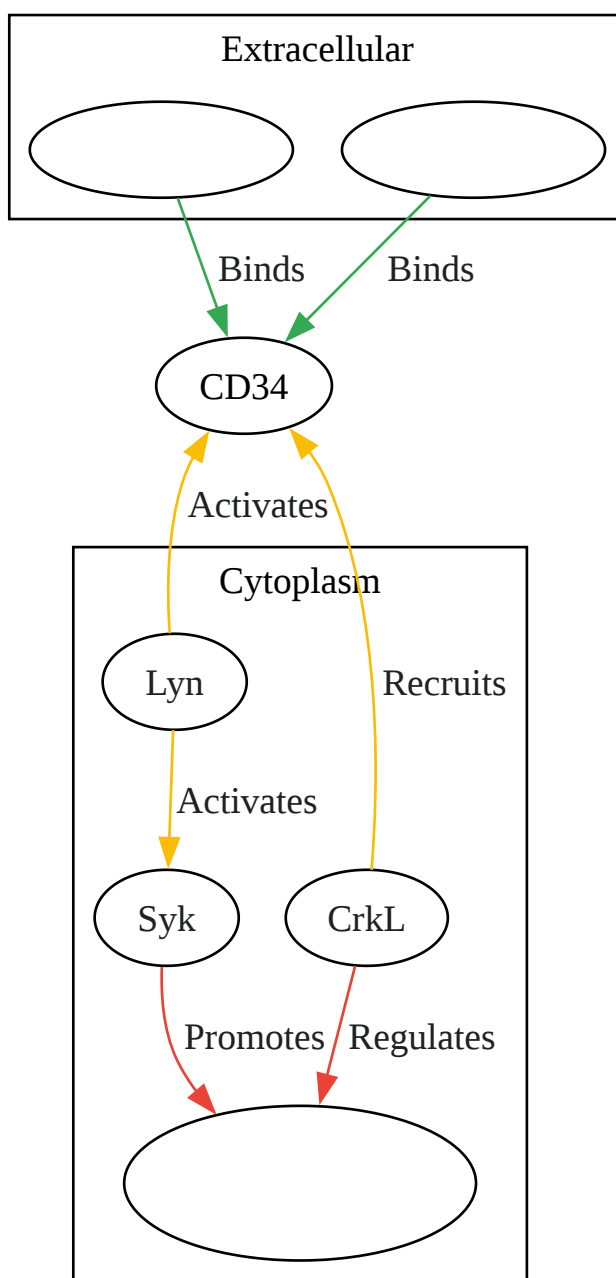 Extracellular
Binds
Binds
CD34
Activates
Cytoplasm
Lyn
Recruits
Activates
Syk
CrkL
Promotes
Regulates